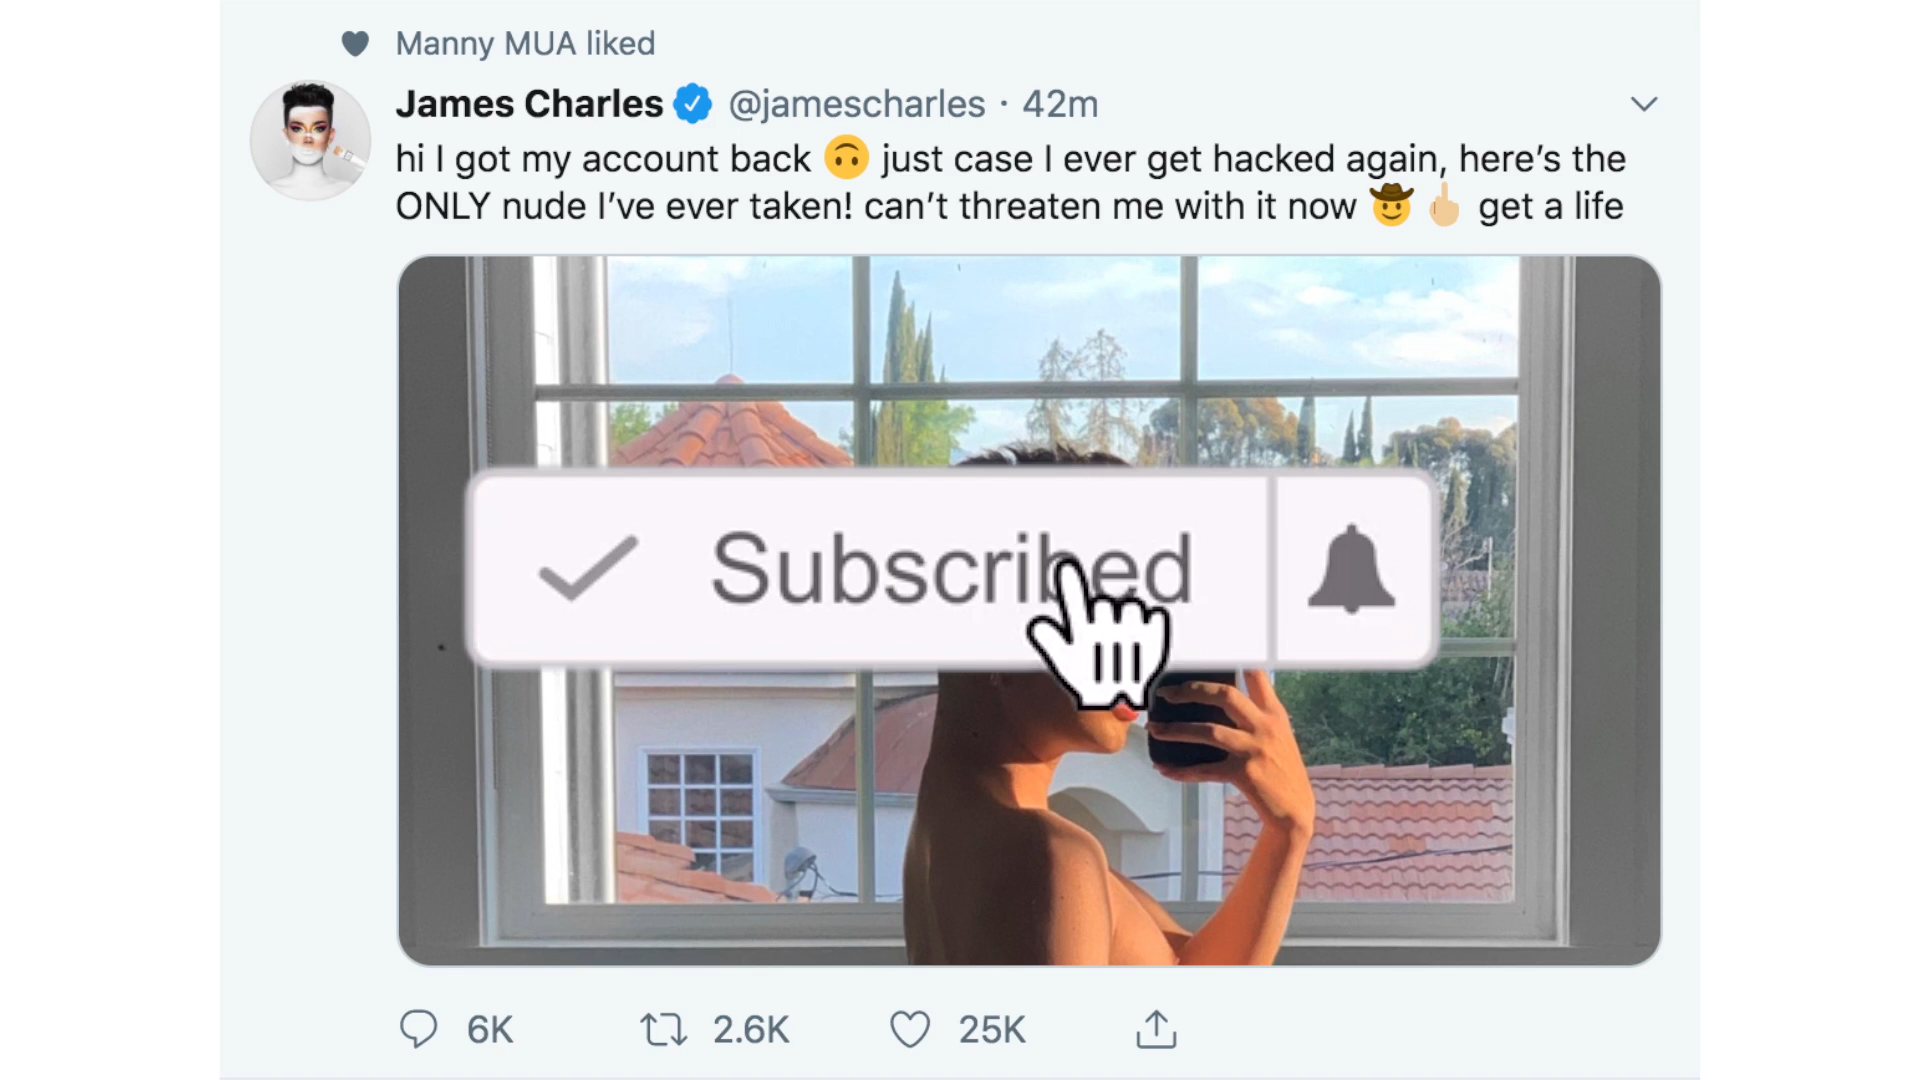 Manny MUA liked
James Charles @jamescharles · 42m
hi I got my account back 🙃 just case I ever get hacked again, here’s the
ONLY nude I’ve ever taken! can’t threaten me with it now 🤠🖕🏼 get a life
Subscribed
6K 2.6K 25K